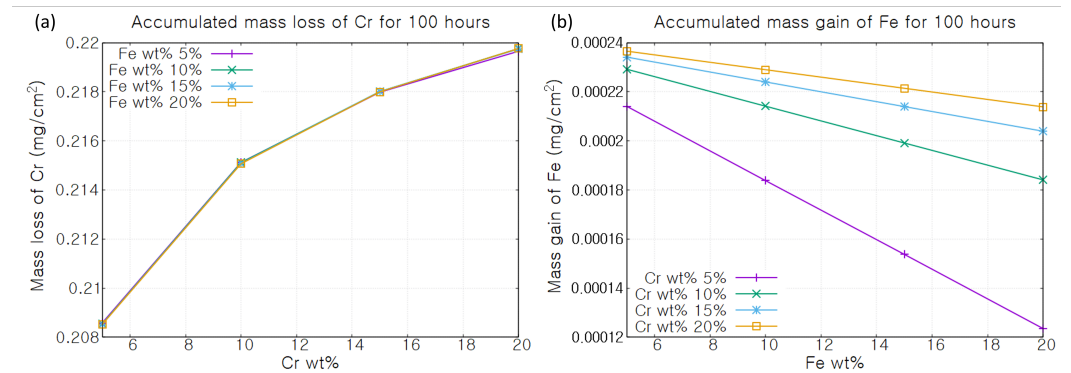 (a)
Accumulated mass loss of Cr for 100 hours
0.22
0.218
0.216
0.214
0.212
0.21
0.208
Mass loss of Cr (mg/cm2)
Fe wt% 5%
Fe wt% 10%
Fe wt% 15%
Fe wt% 20%
6 8 10 12 14 16 18 20
Cr wt%
(b)
Accumulated mass gain of Fe for 100 hours
0.00024
0.00022
0.0002
0.00018
0.00016
0.00014
0.00012
Mass gain of Fe (mg/cm2)
Cr wt% 5%
Cr wt% 10%
Cr wt% 15%
Cr wt% 20%
6 8 10 12 14 16 18 20
Fe wt%